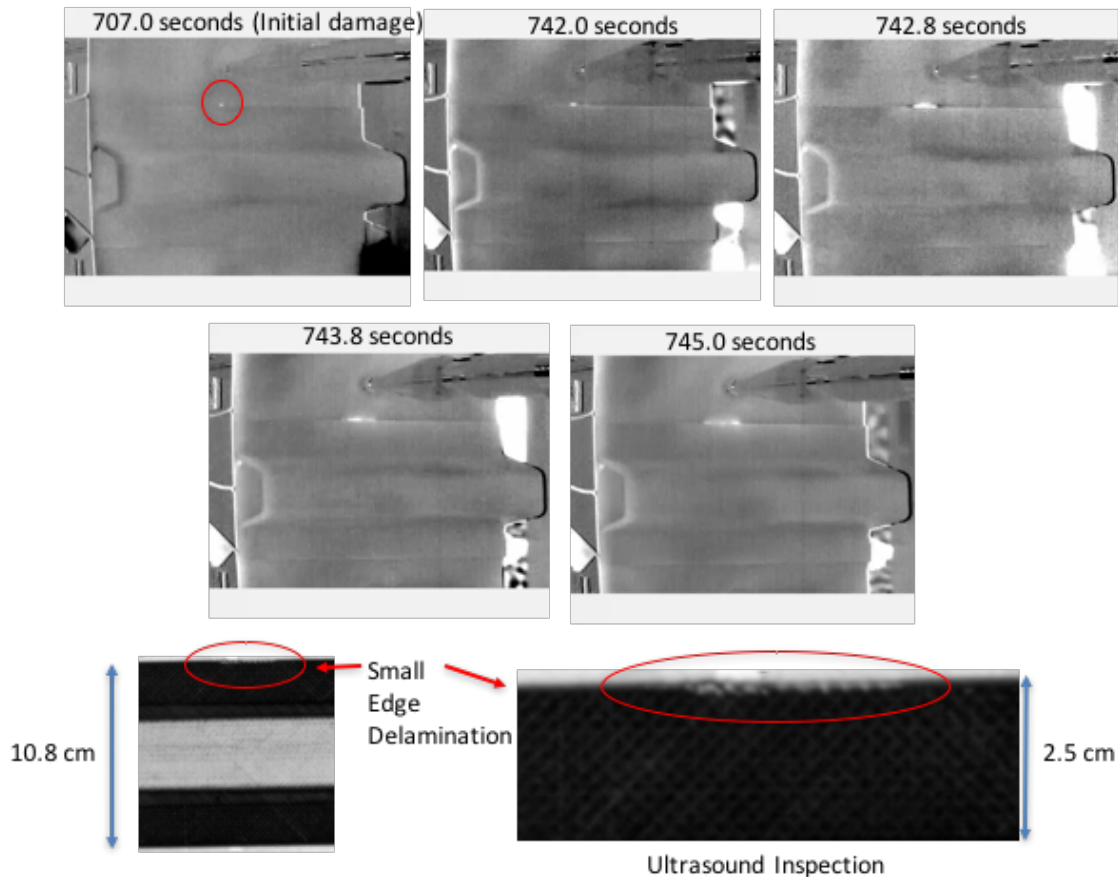 707.0 seconds (Initial damage)
742.0 seconds
742.8 seconds
743.8 seconds
745.0 seconds
10.8 cm
Small
Edge
Delamination
2.5 cm
Ultrasound Inspection